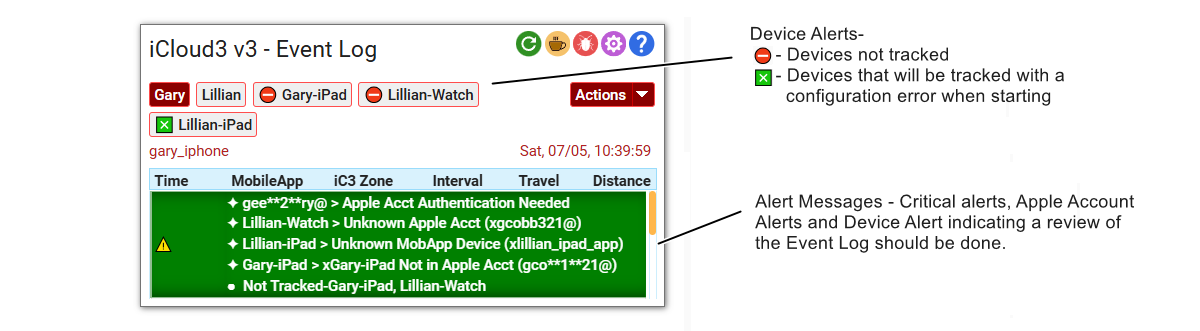 iCloud3 v3 - Event Log
Gary
Lillian
Gary-iPad
Lillian-Watch
Actions
Lillian-iPad
gary_iphone
Sat, 07/05, 10:39:59
Time MobileApp iC3 Zone Interval Travel Distance
✦ gee**2**ry@ > Apple Acct Authentication Needed
✦ Lillian-Watch > Unknown Apple Acct (xgcobb321@)
✦ Lillian-iPad > Unknown MobApp Device (xlillian_ipad_app)
✦ Gary-iPad > xGary-iPad Not in Apple Acct (gco**1**21@)
● Not Tracked-Gary-iPad, Lillian-Watch
Device Alerts-
- Devices not tracked
- Devices that will be tracked with a
configuration error when starting
Alert Messages - Critical alerts, Apple Account
Alerts and Device Alert indicating a review of
the Event Log should be done.